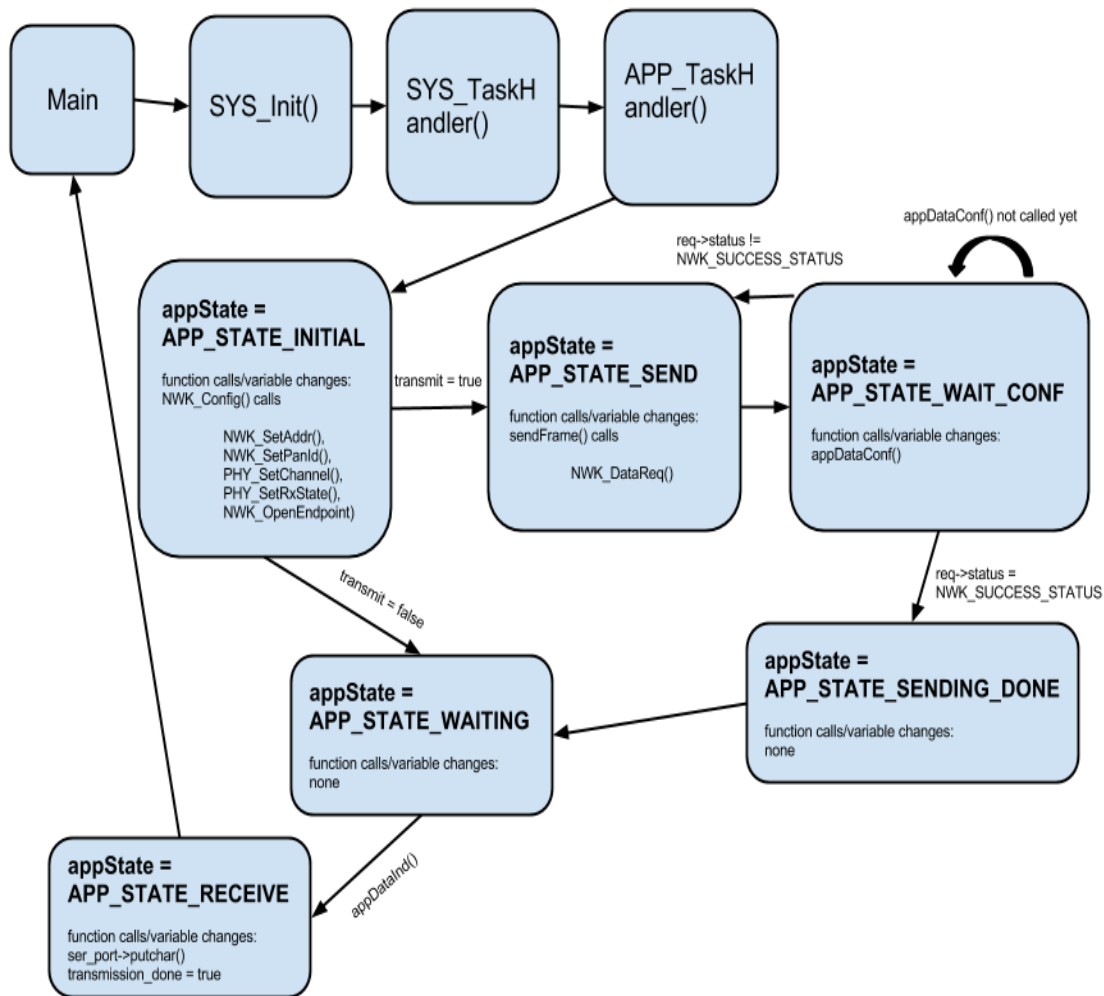 Main
SYS_Init()
SYS_TaskH
andler()
APP_TaskH
andler()
appDataConf() not called yet
req->status !=
NWK_SUCCESS_STATUS
appState =
APP_STATE_INITIAL
function calls/variable changes:
NWK_Config() calls
NWK_SetAddr(),
NWK_SetPanId(),
PHY_SetChannel(),
PHY_SetRxState(),
NWK_OpenEndpoint)
transmit = true
appState =
APP_STATE_SEND
function calls/variable changes:
sendFrame() calls
NWK_DataReq()
appState =
APP_STATE_WAIT_CONF
function calls/variable changes:
appDataConf()
req->status =
NWK_SUCCESS_STATUS
transmit = false
appState =
APP_STATE_WAITING
function calls/variable changes:
none
appState =
APP_STATE_SENDING_DONE
function calls/variable changes:
none
appDataInd()
appState =
APP_STATE_RECEIVE
function calls/variable changes:
ser_port->putchar()
transmission_done = true